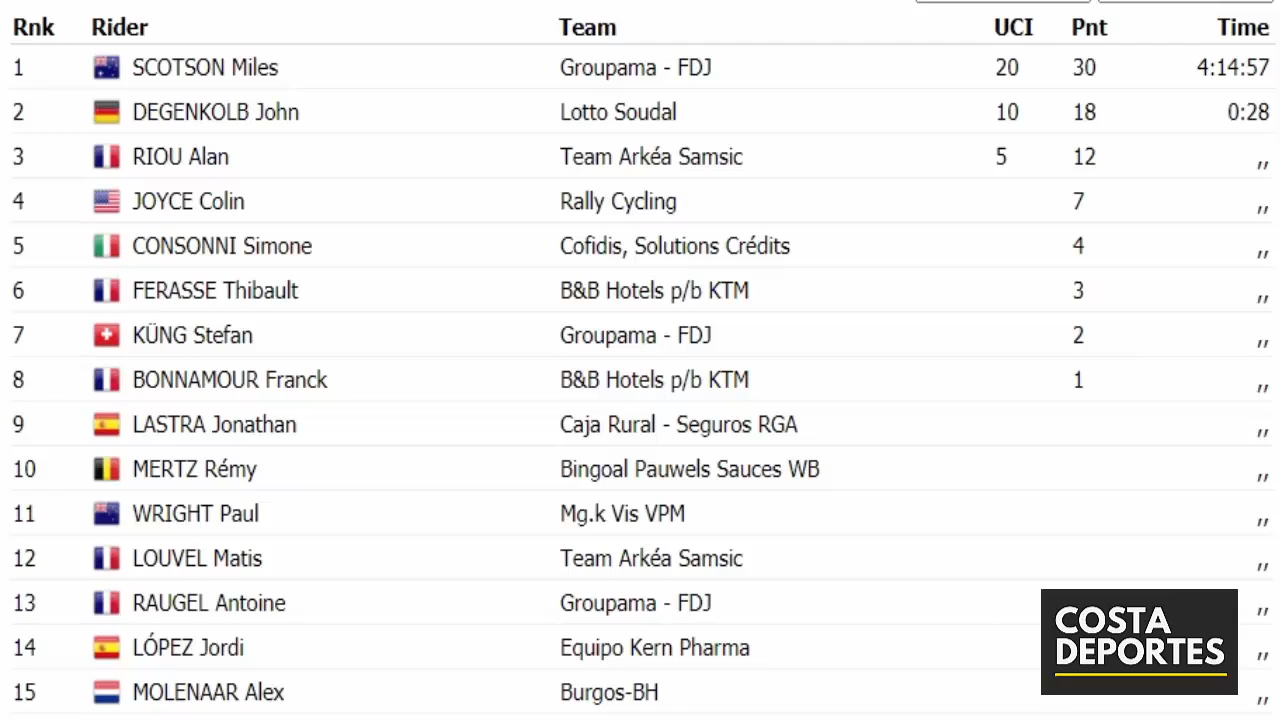 Rnk Rider Team UCI Pnt Time
1 SCOTSON Miles Groupama - FDJ 20 30 4:14:57
2 DEGENKOLB John Lotto Soudal 10 18 0:28
3 RIOU Alan Team Arkéa Samsic 5 12 ,,
4 JOYCE Colin Rally Cycling 7 ,,
5 CONSONNI Simone Cofidis, Solutions Crédits 4 ,,
6 FERASSE Thibault B&B Hotels p/b KTM 3 ,,
7 KÜNG Stefan Groupama - FDJ 2 ,,
8 BONNAMOUR Franck B&B Hotels p/b KTM 1 ,,
9 LASTRA Jonathan Caja Rural - Seguros RGA ,,
10 MERTZ Rémy Bingoal Pauwels Sauces WB ,,
11 WRIGHT Paul Mg.k Vis VPM ,,
12 LOUVEL Matis Team Arkéa Samsic ,,
13 RAUGEL Antoine Groupama - FDJ ,,
14 LÓPEZ Jordi Equipo Kern Pharma ,,
15 MOLENAAR Alex Burgos-BH ,,
COSTA
DEPORTES